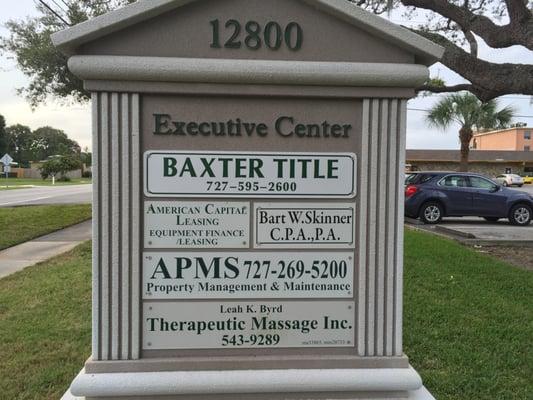 12800
Executive Center
BAXTER TITLE
727-595-2600
AMERICAN CAPITAL
LEASING
EQUIPMENT FINANCE
/LEASING
Bart W. Skinner
C.P.A.,P.A.
APMS 727-269-5200
Property Management & Maintenance
Leah K. Byrd
Therapeutic Massage Inc.
543-9289